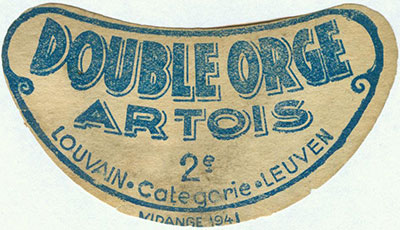 DOUBLE ORGE
ARTOIS
2e
LOUVAIN • Categorie • LEUVEN
VIDANGE 1941